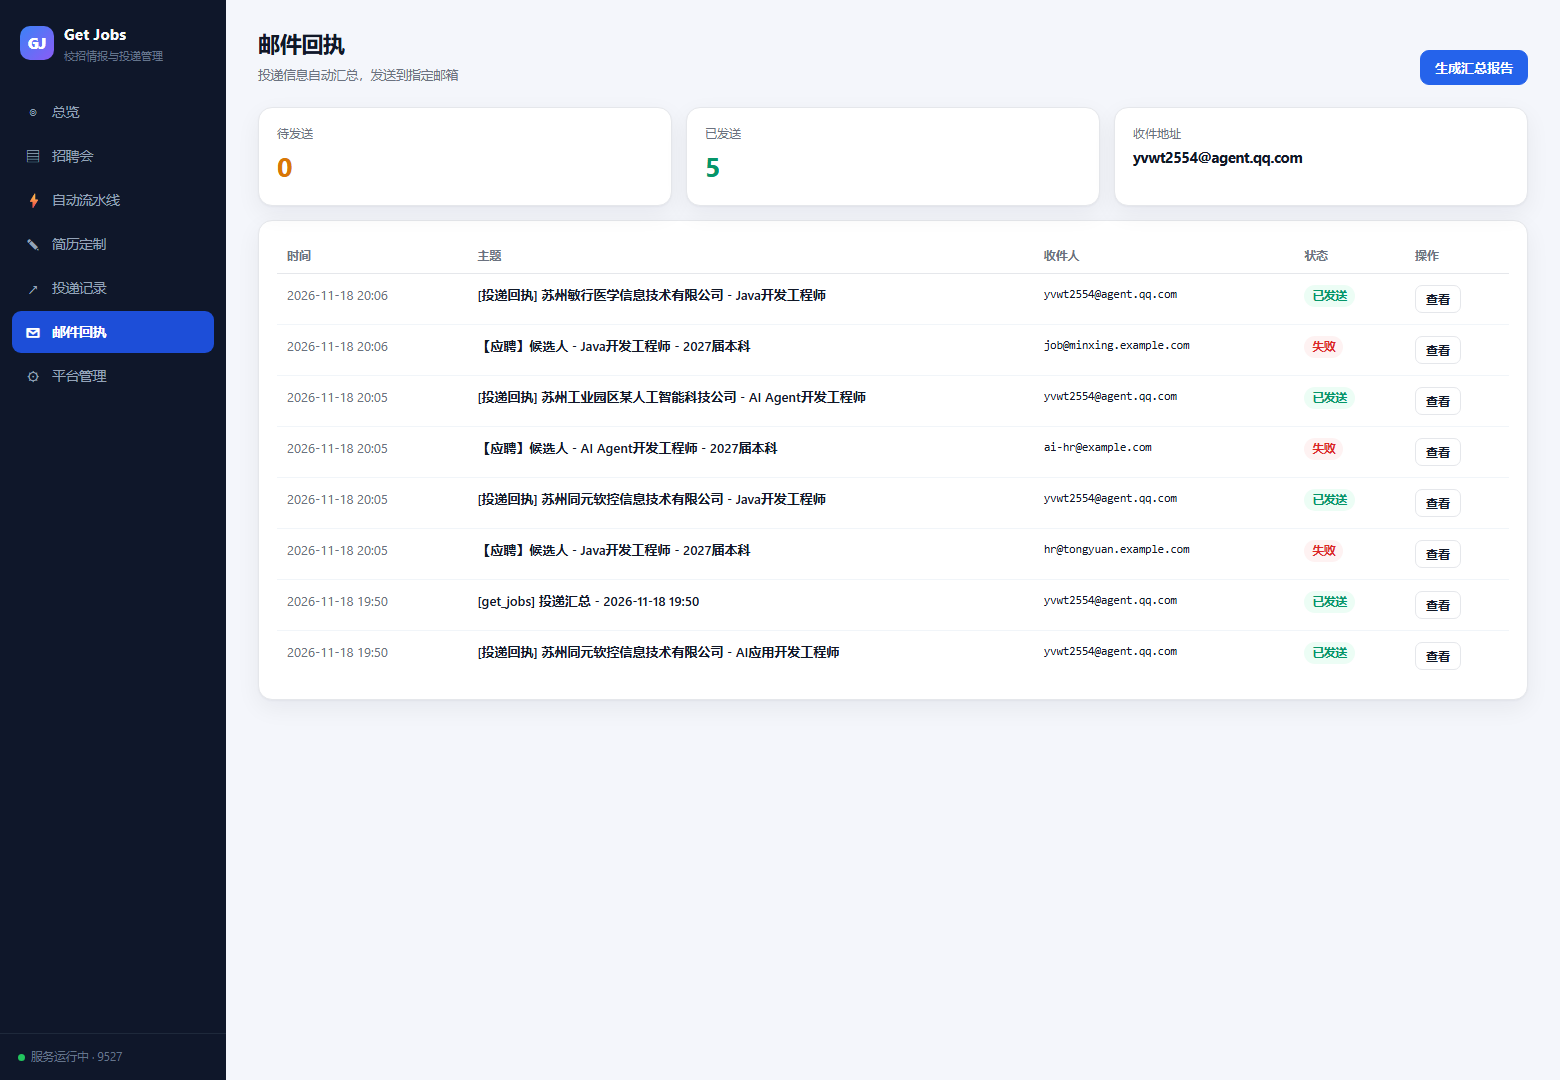 GJ
Get Jobs
校招情报与投递管理
总览
招聘会
自动流水线
简历定制
投递记录
邮件回执
平台管理
服务运行中 · 9527
邮件回执
投递信息自动汇总，发送到指定邮箱
生成汇总报告
待发送
0
已发送
5
收件地址
yvwt2554@agent.qq.com
时间 主题 收件人 状态 操作
2026-11-18 20:06 [投递回执] 苏州敏行医学信息技术有限公司 - Java开发工程师 yvwt2554@agent.qq.com 已发送 查看
2026-11-18 20:06 【应聘】候选人 - Java开发工程师 - 2027届本科 job@minxing.example.com 失败 查看
2026-11-18 20:05 [投递回执] 苏州工业园区某人工智能科技公司 - AI Agent开发工程师 yvwt2554@agent.qq.com 已发送 查看
2026-11-18 20:05 【应聘】候选人 - AI Agent开发工程师 - 2027届本科 ai-hr@example.com 失败 查看
2026-11-18 20:05 [投递回执] 苏州同元软控信息技术有限公司 - Java开发工程师 yvwt2554@agent.qq.com 已发送 查看
2026-11-18 20:05 【应聘】候选人 - Java开发工程师 - 2027届本科 hr@tongyuan.example.com 失败 查看
2026-11-18 19:50 [get_jobs] 投递汇总 - 2026-11-18 19:50 yvwt2554@agent.qq.com 已发送 查看
2026-11-18 19:50 [投递回执] 苏州同元软控信息技术有限公司 - AI应用开发工程师 yvwt2554@agent.qq.com 已发送 查看